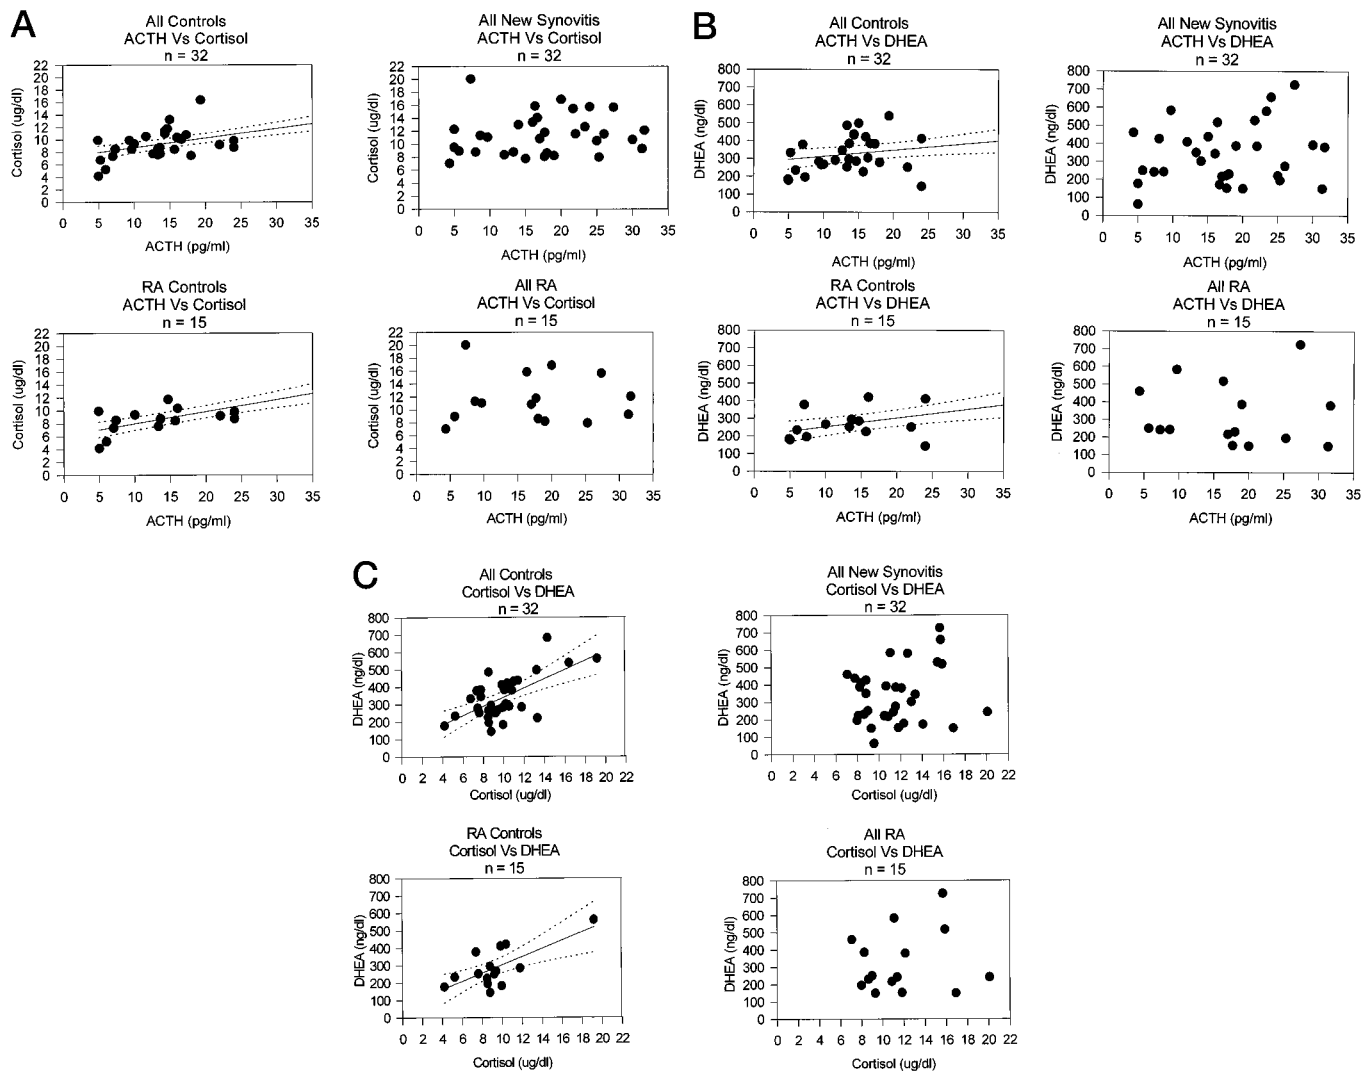 A
All Controls
ACTH Vs Cortisol
n = 32
Cortisol (ug/dl)
22
20
18
16
14
12
10
8
6
4
2
0
0 5 10 15 20 25 30 35
ACTH (pg/ml)
All New Synovitis
ACTH Vs Cortisol
n = 32
Cortisol (ug/dl)
22
20
18
16
14
12
10
8
6
4
2
0
0 5 10 15 20 25 30 35
ACTH (pg/ml)
RA Controls
ACTH Vs Cortisol
n = 15
Cortisol (ug/dl)
22
20
18
16
14
12
10
8
6
4
2
0
0 5 10 15 20 25 30 35
ACTH (pg/ml)
All RA
ACTH Vs Cortisol
n = 15
Cortisol (ug/dl)
22
20
18
16
14
12
10
8
6
4
2
0
0 5 10 15 20 25 30 35
ACTH (pg/ml)
B
All Controls
ACTH Vs DHEA
n = 32
DHEA (ng/dl)
800
700
600
500
400
300
200
100
0
0 5 10 15 20 25 30 35
ACTH (pg/ml)
All New Synovitis
ACTH Vs DHEA
n = 32
DHEA (ng/dl)
800
700
600
500
400
300
200
100
0
0 5 10 15 20 25 30 35
ACTH (pg/ml)
RA Controls
ACTH Vs DHEA
n = 15
DHEA (ng/dl)
800
700
600
500
400
300
200
100
0
0 5 10 15 20 25 30 35
ACTH (pg/ml)
All RA
ACTH Vs DHEA
n = 15
DHEA (ng/dl)
800
700
600
500
400
300
200
100
0
0 5 10 15 20 25 30 35
ACTH (pg/ml)
C
All Controls
Cortisol Vs DHEA
n = 32
DHEA (ng/dl)
800
700
600
500
400
300
200
100
0
0 2 4 6 8 10 12 14 16 18 20 22
Cortisol (ug/dl)
All New Synovitis
Cortisol Vs DHEA
n = 32
DHEA (ng/dl)
800
700
600
500
400
300
200
100
0
0 2 4 6 8 10 12 14 16 18 20 22
Cortisol (ug/dl)
RA Controls
Cortisol Vs DHEA
n = 15
DHEA (ng/dl)
800
700
600
500
400
300
200
100
0
0 2 4 6 8 10 12 14 16 18 20 22
Cortisol (ug/dl)
All RA
Cortisol Vs DHEA
n = 15
DHEA (ng/dl)
800
700
600
500
400
300
200
100
0
0 2 4 6 8 10 12 14 16 18 20 22
Cortisol (ug/dl)